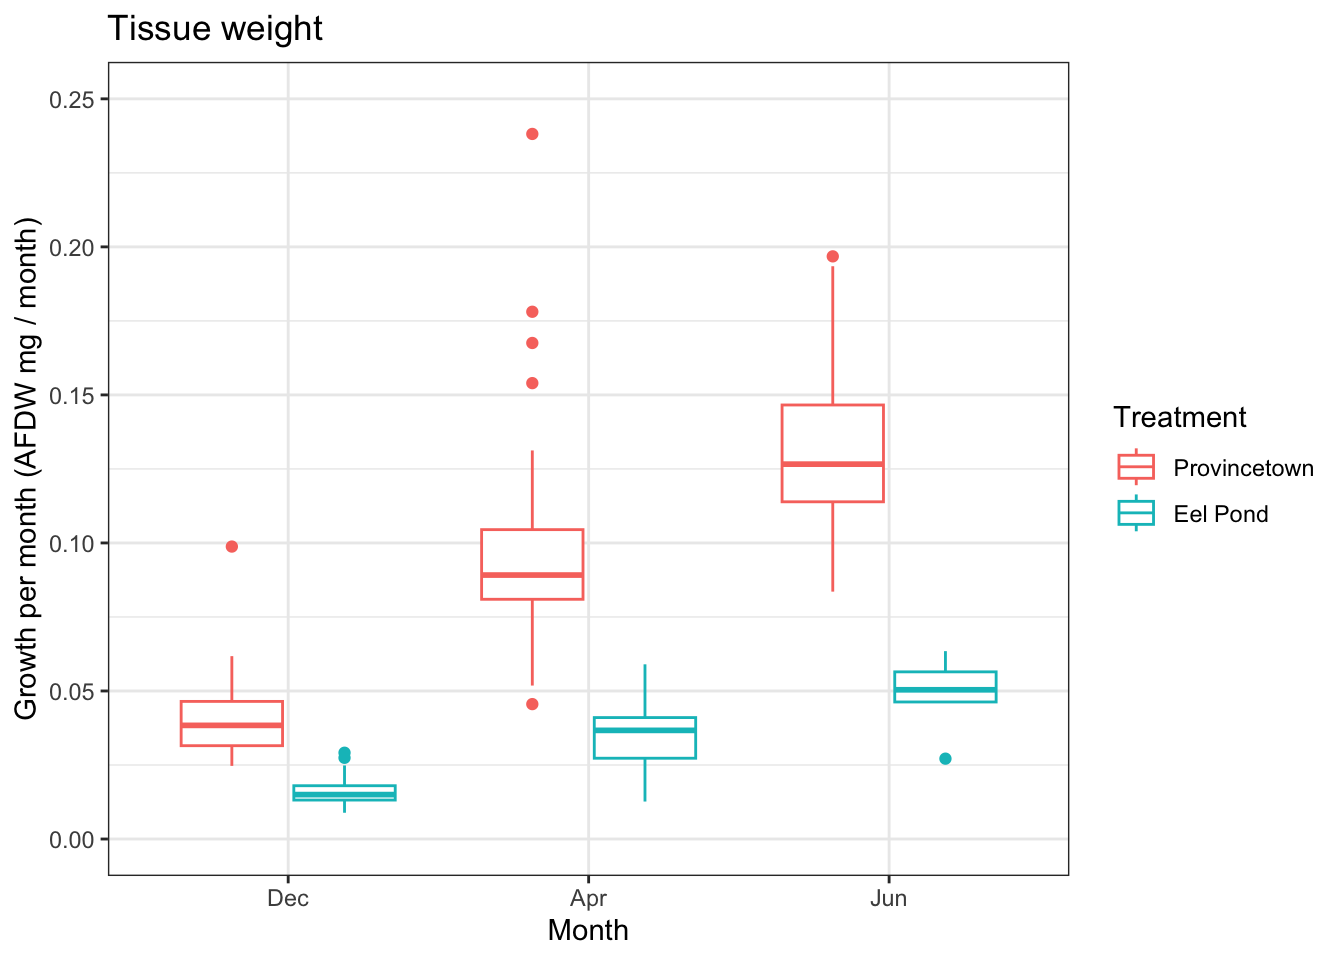 Tissue weight
Growth per month (AFDW mg / month)
0.25
0.20
0.15
0.10
0.05
0.00
Dec
Apr
Jun
Month
Treatment
Provincetown
Eel Pond